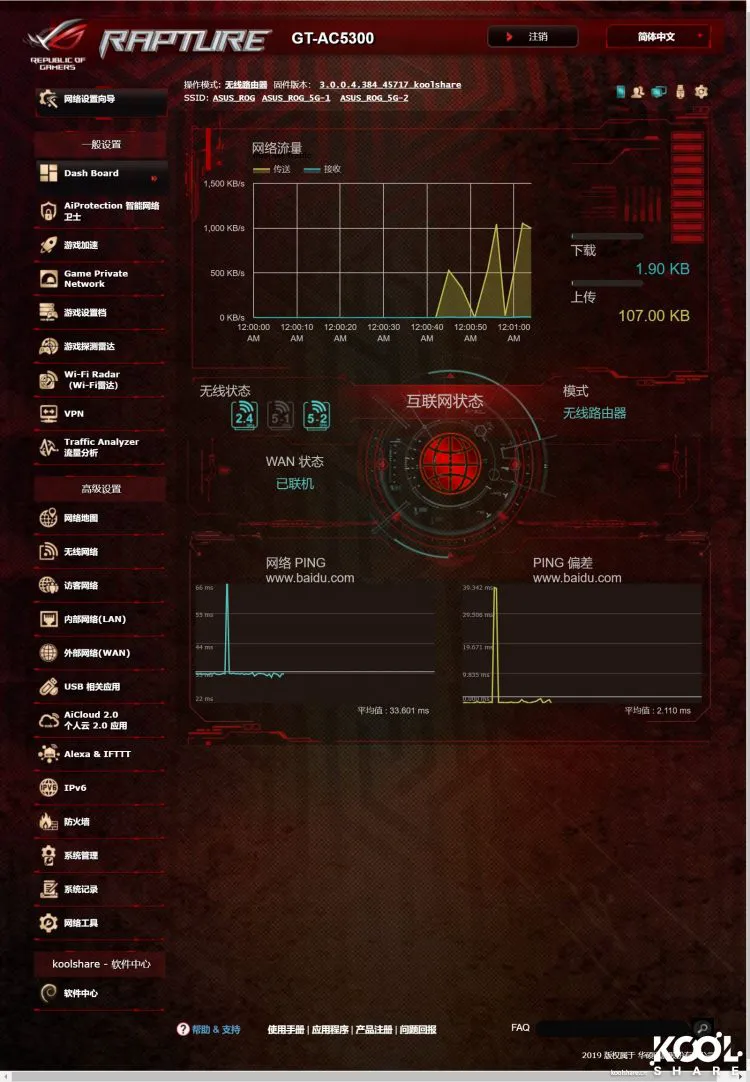 REPUBLIC OF
GAMERS
RAPTURE
GT-AC5300
注销
简体中文
操作模式: 无线路由器 固件版本: 3.0.0.4.384_45717_koolshare
SSID: ASUS_ROG ASUS_ROG_5G-1 ASUS_ROG_5G-2
网络设置向导
一般设置
Dash Board
AiProtection 智能网络
卫士
游戏加速
Game Private
Network
游戏设置档
游戏探测雷达
Wi-Fi Radar
(Wi-Fi雷达)
VPN
Traffic Analyzer
流量分析
高级设置
网络地图
无线网络
访客网络
内部网络(LAN)
外部网络(WAN)
USB 相关应用
AiCloud 2.0
个人云 2.0 应用
Alexa & IFTTT
IPV6
IPv6
防火墙
系统管理
系统记录
网络工具
koolshare - 软件中心
软件中心
网络流量
传送 接收
1,500 KB/s
1,000 KB/s
500 KB/s
0 KB/s
12:00:00 12:00:10 12:00:20 12:00:30 12:00:40 12:00:50 12:01:00
AM AM AM AM AM AM AM
下载
1.90 KB
上传
107.00 KB
无线状态
2.4 5-1 5-2
互联网状态
模式
无线路由器
WAN 状态
已联机
网络 PING
www.baidu.com
66 ms
55 ms
44 ms
33 ms
22 ms
平均值 : 33.601 ms
PING 偏差
www.baidu.com
39.342 ms
29.506 ms
19.671 ms
9.835 ms
0.000 ms
平均值 : 2.110 ms
帮助 & 支持
使用手册 | 应用程序 | 产品注册 | 问题回报
FAQ
2019 版权属于 华硕
KOOL
SHARE